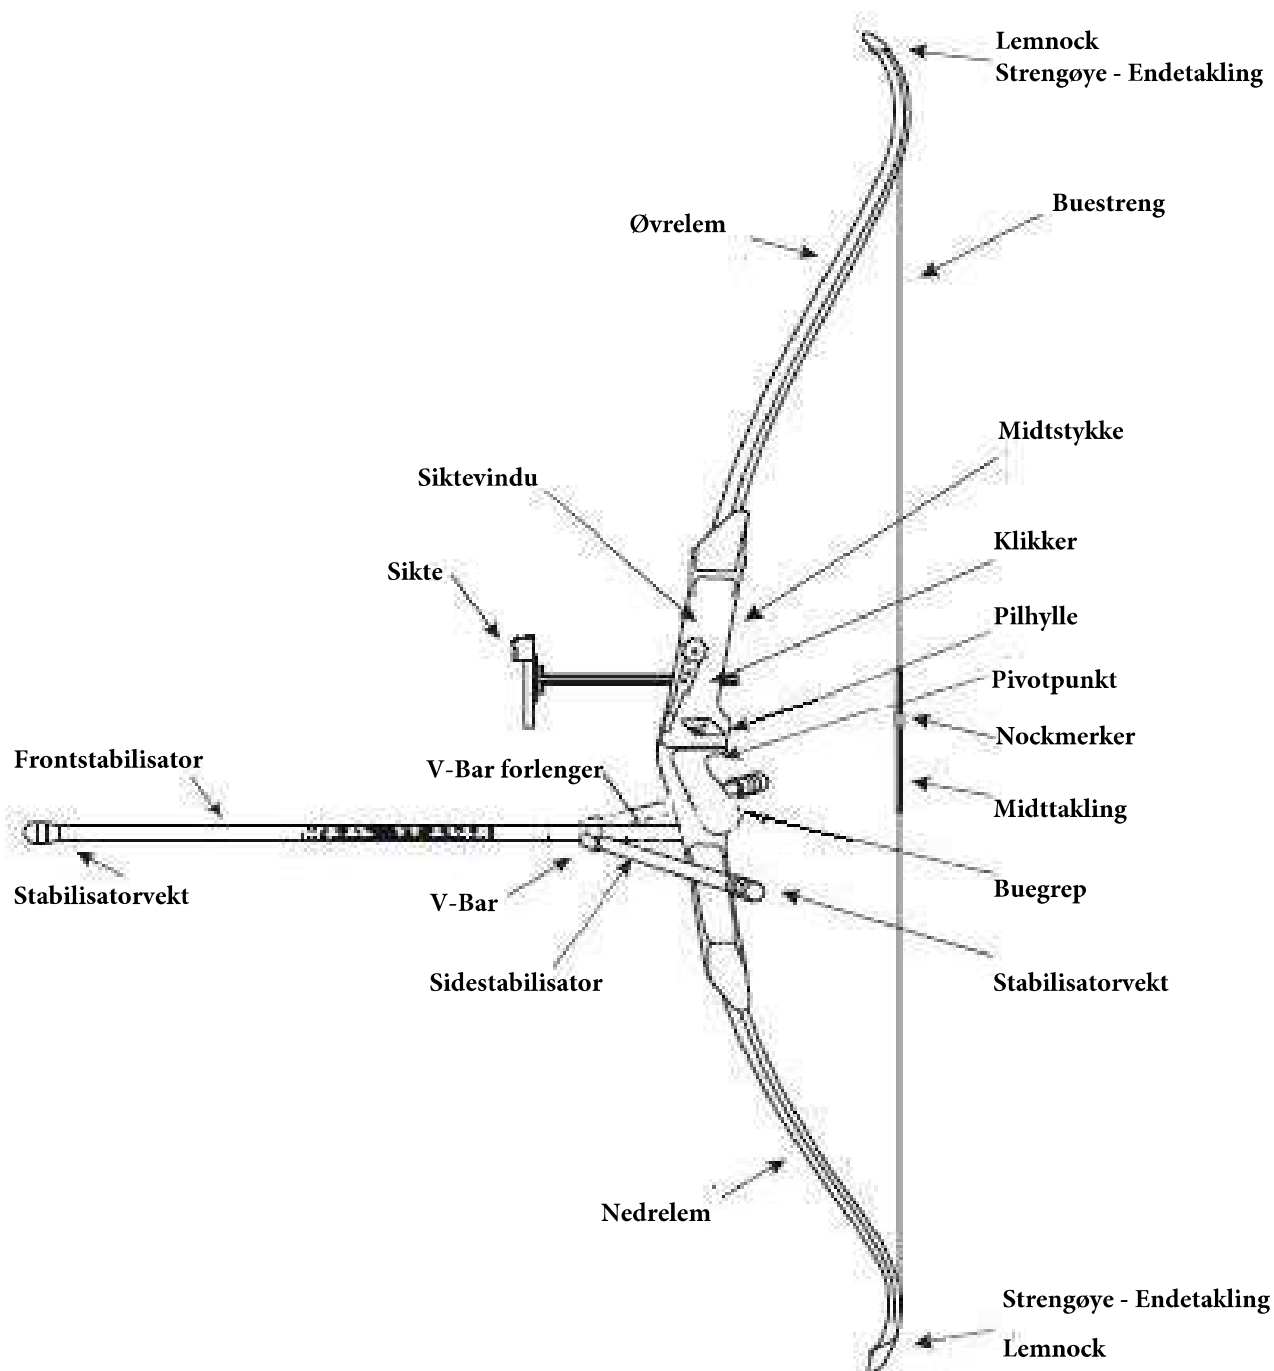 Lemnock
Strengøye - Endetakling
Buestreng
Øvrelem
Midtstykke
Siktevindu
Klikker
Sikte
Pilhylle
Pivotpunkt
Nockmerker
Frontstabilisator
V-Bar forlenger
Midttakling
Stabilisatorvekt
V-Bar
Buegrep
Sidestabilisator
Stabilisatorvekt
Nedrelem
Strengøye - Endetakling
Lemnock